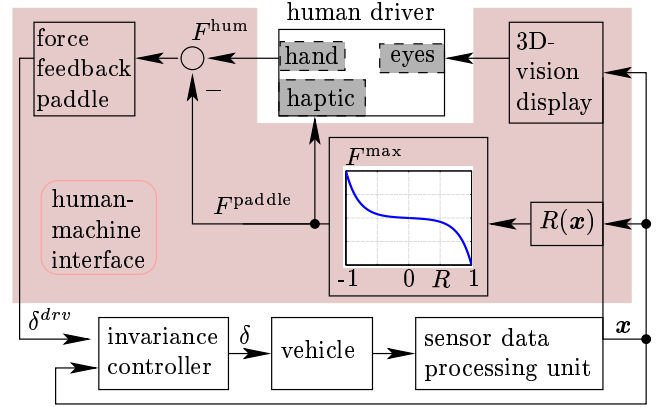 human driver
F^hum
force
feedback
paddle
hand
eyes
haptic
3D-
vision
display
−
F^max
F^paddle
R(x)
human-
machine
interface
-1 0 R 1
δ^drv
x
invariance
controller
δ
vehicle
sensor data
processing unit